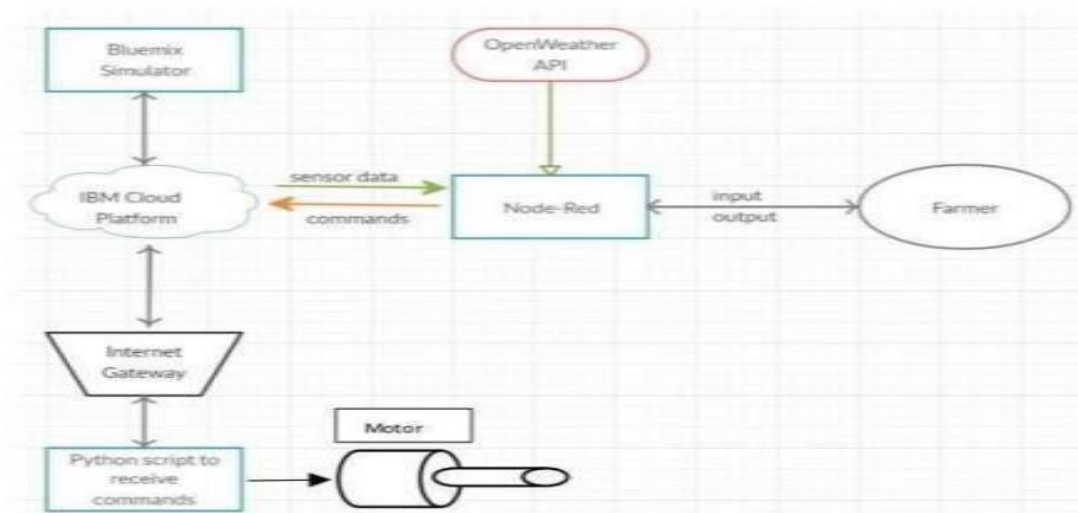 Bluemix
Simulator
OpenWeather
API
sensor data
IBM Cloud
Platform
commands
Node-Red
input
output
Farmer
Internet
Gateway
Motor
Python script to
receive
commands